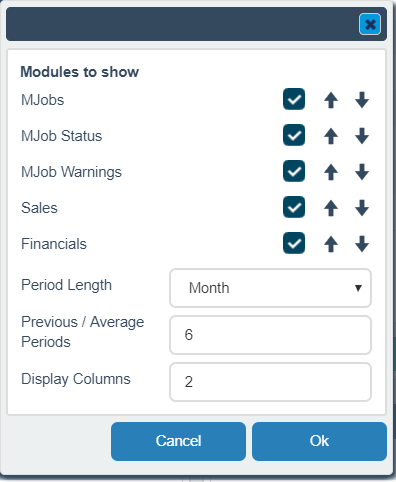 Modules to show
MJobs
MJob Status
MJob Warnings
Sales
Financials
Period Length Month
Previous / Average
Periods 6
Display Columns 2
Cancel Ok